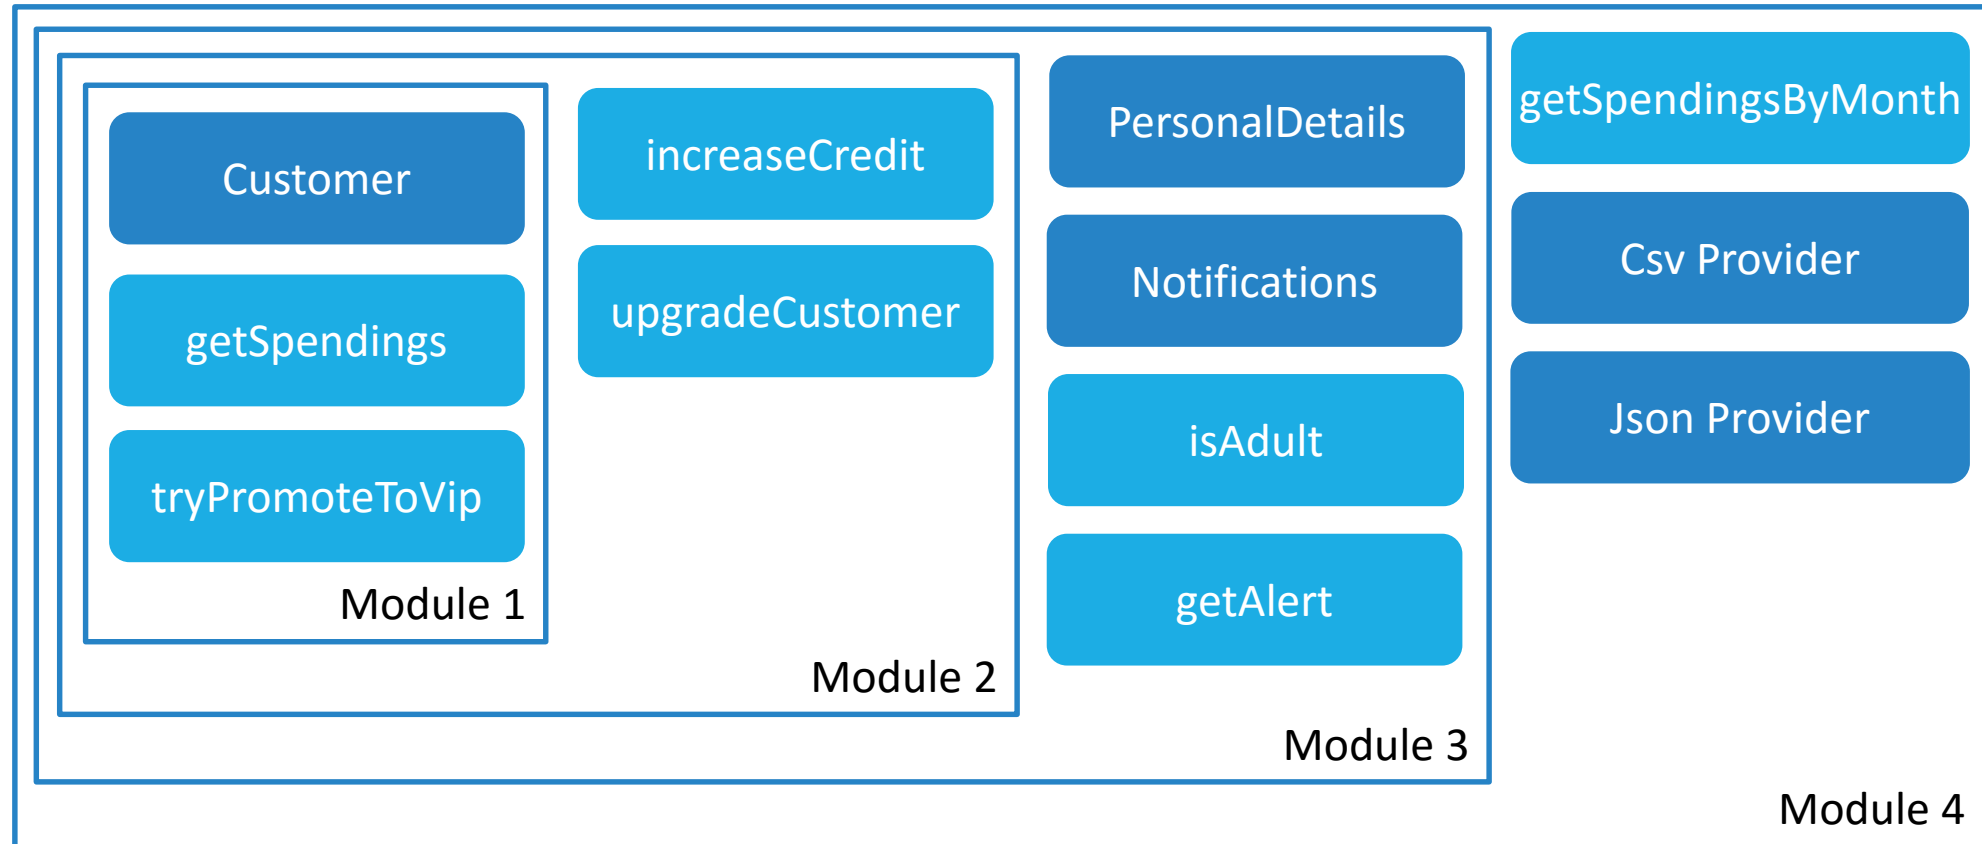 Customer
getSpendings
tryPromoteToVip
Module 1
increaseCredit
upgradeCustomer
Module 2
PersonalDetails
Notifications
isAdult
getAlert
Module 3
getSpendingsByMonth
Csv Provider
Json Provider
Module 4